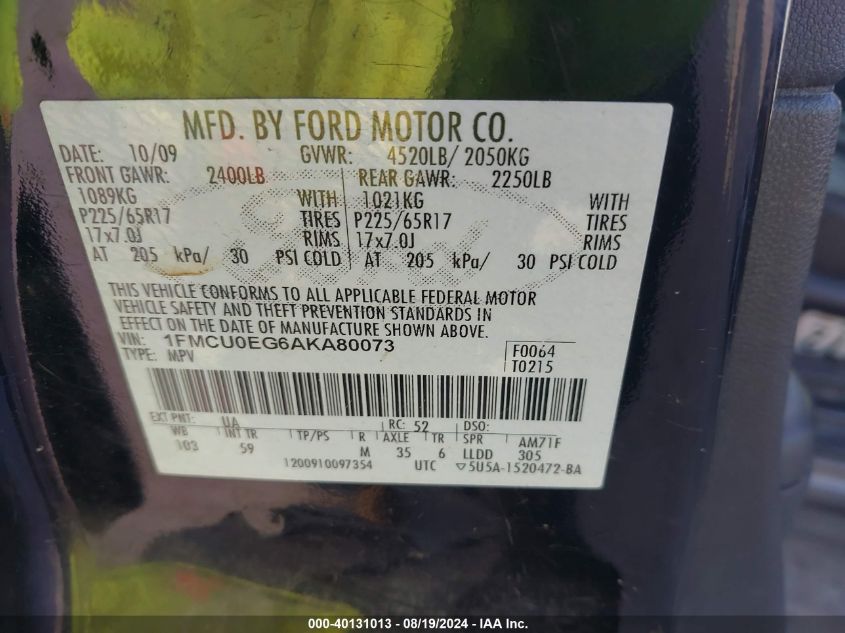 MFD. BY FORD MOTOR CO.
DATE: 10/09 GVWR: 4520LB/ 2050KG
FRONT GAWR: 2400LB REAR GAWR: 2250LB
1089KG WITH 1021KG WITH
P225/65R17 TIRES P225/65R17 TIRES
17x7.0J RIMS 17x7.0J RIMS
AT 205 kPa/ 30 PSI COLD AT 205 kPa/ 30 PSI COLD
THIS VEHICLE CONFORMS TO ALL APPLICABLE FEDERAL MOTOR
VEHICLE SAFETY AND THEFT PREVENTION STANDARDS IN
EFFECT ON THE DATE OF MANUFACTURE SHOWN ABOVE.
VIN: 1FMCU0EG6AKA80073 F0064
TYPE: MPV T0215
EXT PNT: UA RC: 52 DSO:
WB INT TR TP/PS R AXLE TR SPR AM71F
103 59 M 35 6 LLDD 305
1200910097354 UTC ▽5U5A-1520472-BA
000-40131013 - 08/19/2024 - IAA Inc.